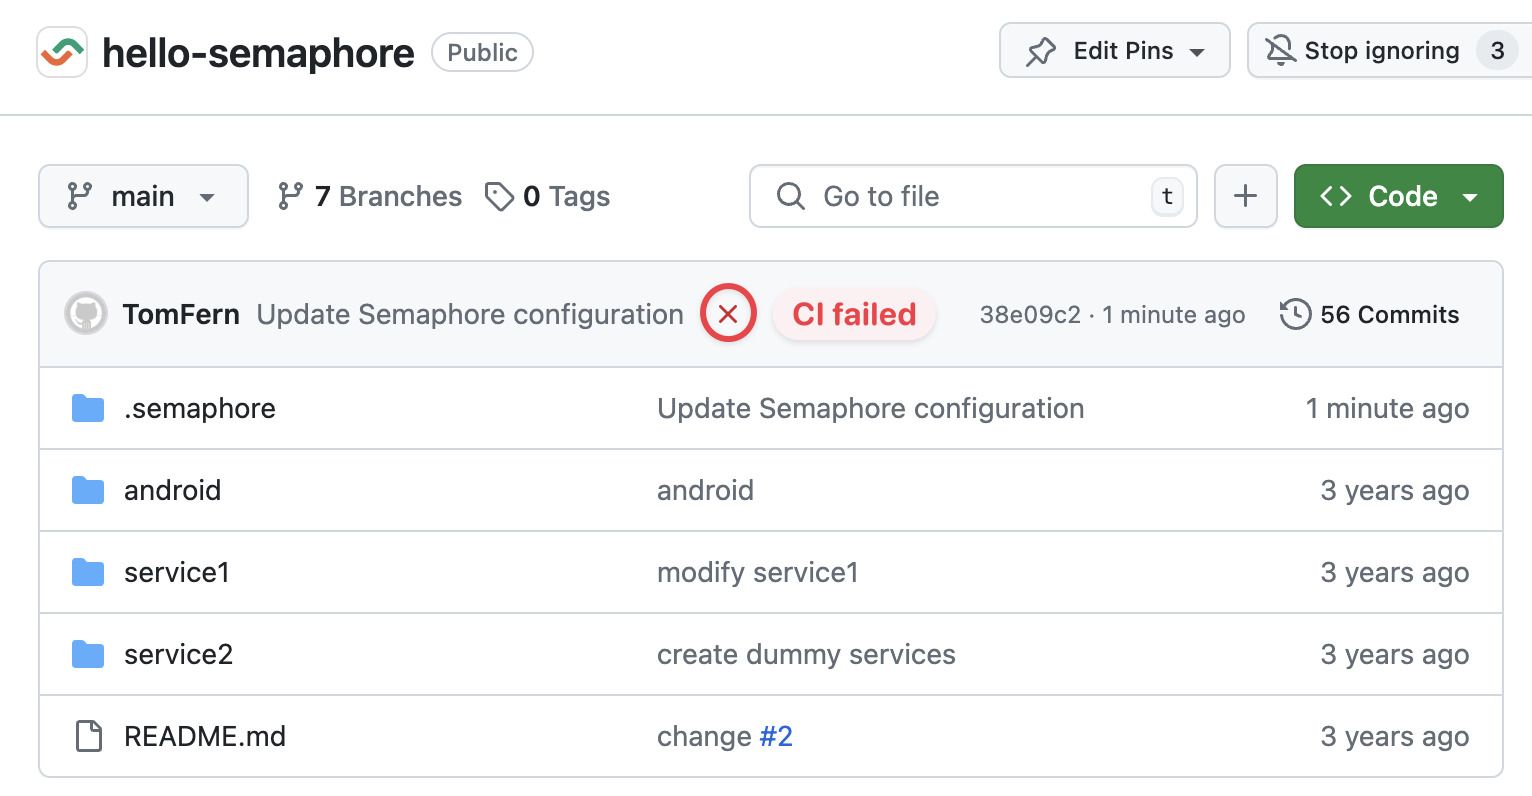 hello-semaphore Public Edit Pins Stop ignoring 3
main 7 Branches 0 Tags Go to file t Code
TomFern Update Semaphore configuration CI failed 38e09c2 · 1 minute ago 56 Commits
.semaphore Update Semaphore configuration 1 minute ago
android android 3 years ago
service1 modify service1 3 years ago
service2 create dummy services 3 years ago
README.md change #2 3 years ago